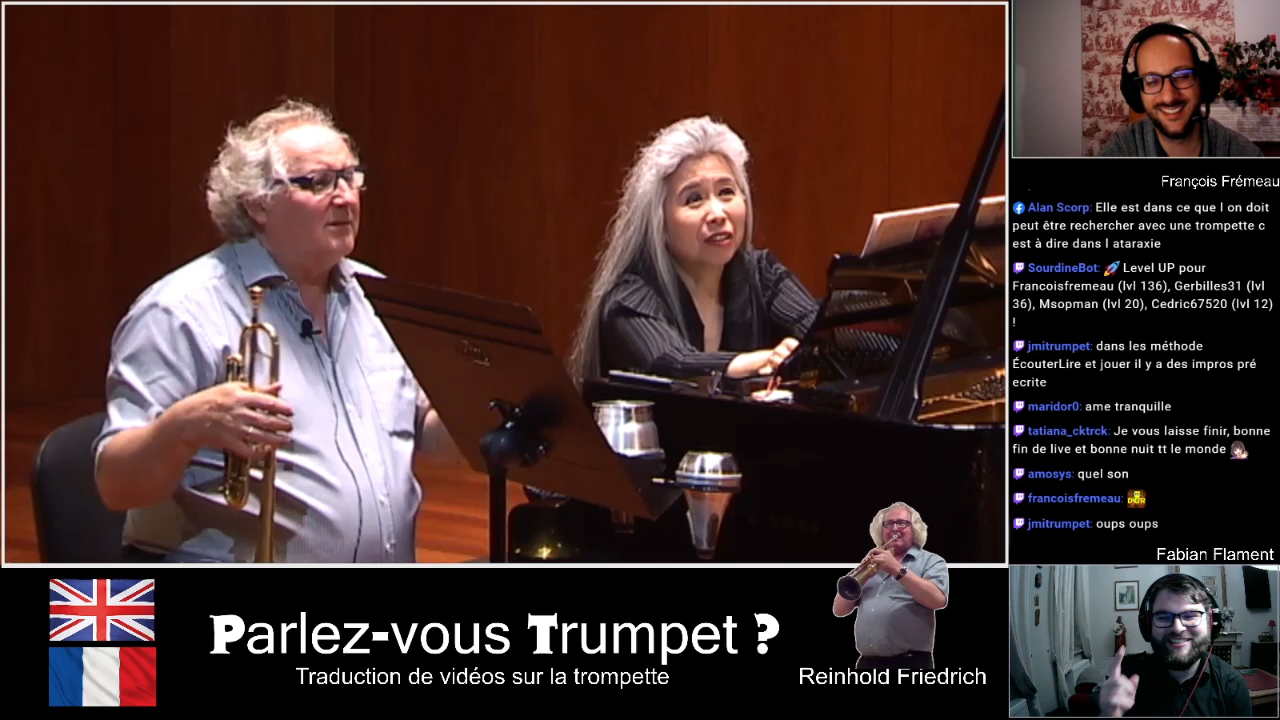 François Frémeau
Alan Scorp: Elle est dans ce que l on doit
peut être rechercher avec une trompette c
est à dire dans l ataraxie
SourdineBot: 🚀 Level UP pour
Francoisfremeau (lvl 136), Gerbilles31 (lvl
36), Msopman (lvl 20), Cedric67520 (lvl 12)
!
jmitrumpet: dans les méthode
ÉcouterLire et jouer il y a des impros pré
ecrite
maridor0: ame tranquille
tatiana_cktrck: Je vous laisse finir, bonne
fin de live et bonne nuit tt le monde
amosys: quel son
francoisfremeau:
jmitrumpet: oups oups
Fabian Flament
Parlez-vous Trumpet ?
Traduction de vidéos sur la trompette
Reinhold Friedrich